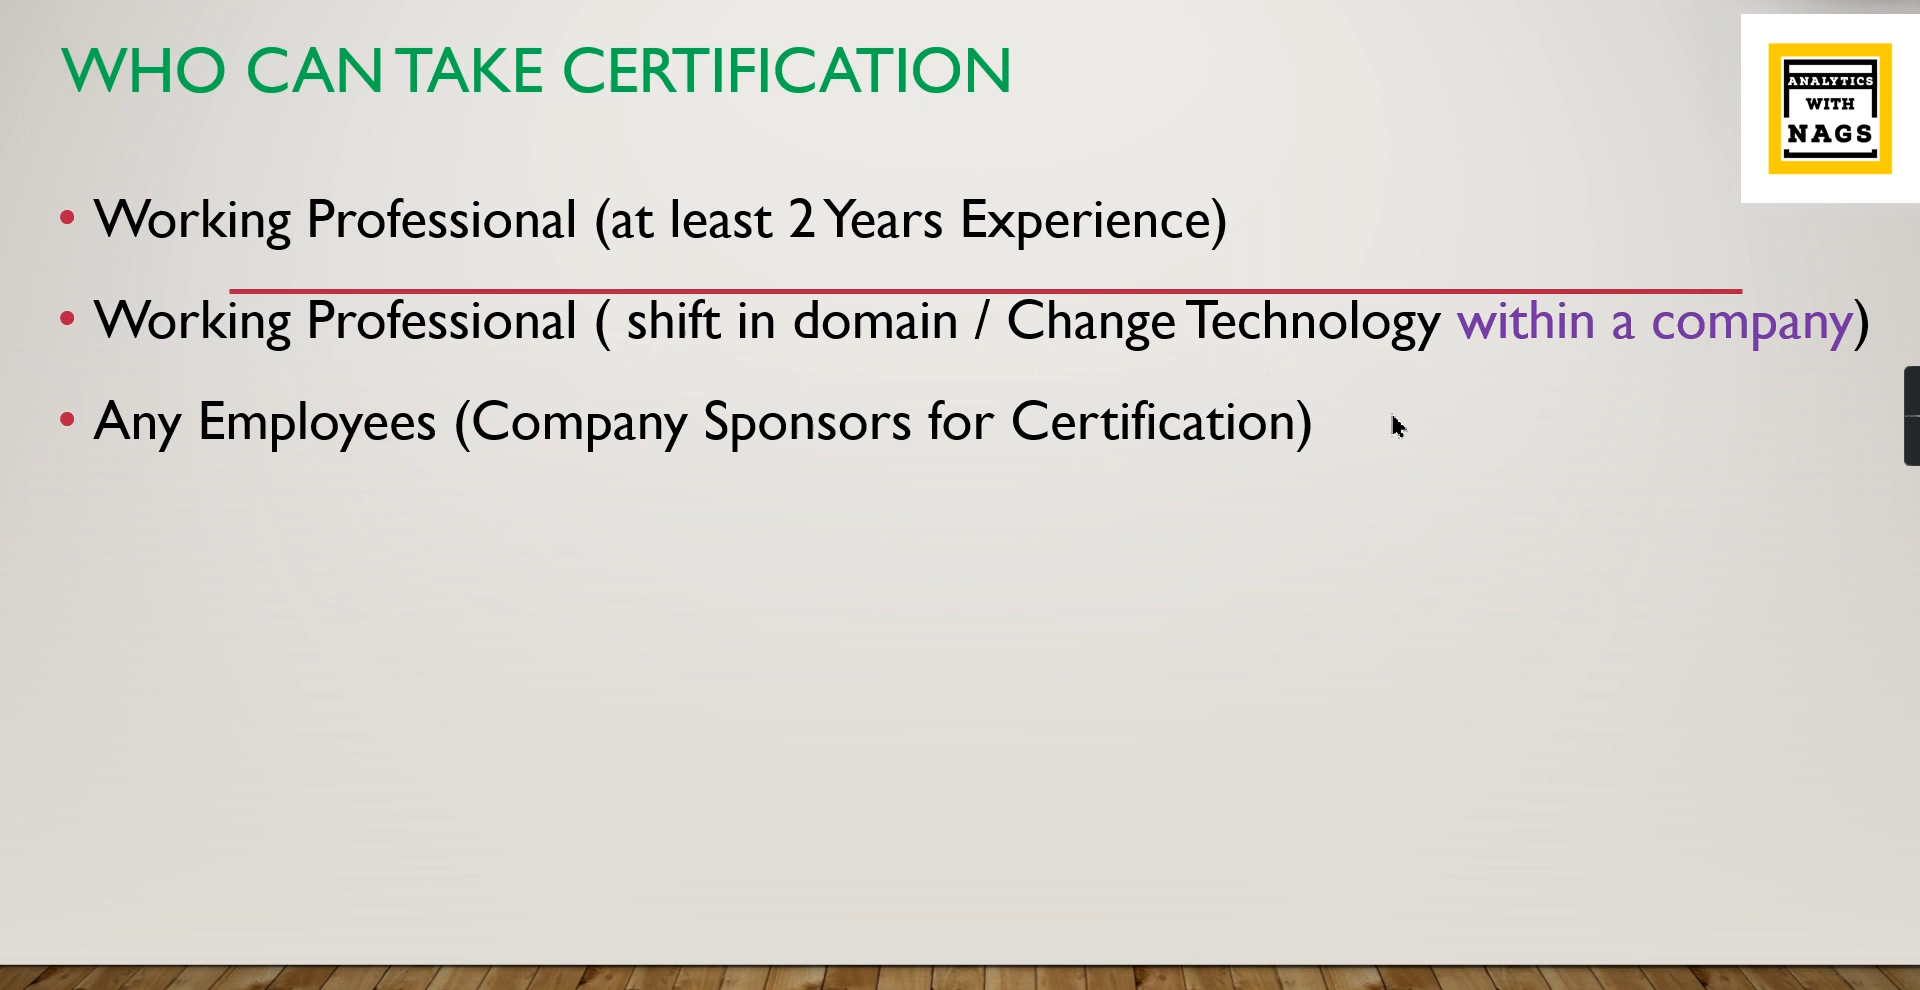 WHO CAN TAKE CERTIFICATION
ANALYTICS
WITH
NAGS
• Working Professional (at least 2 Years Experience)
• Working Professional ( shift in domain / Change Technology within a company)
• Any Employees (Company Sponsors for Certification)